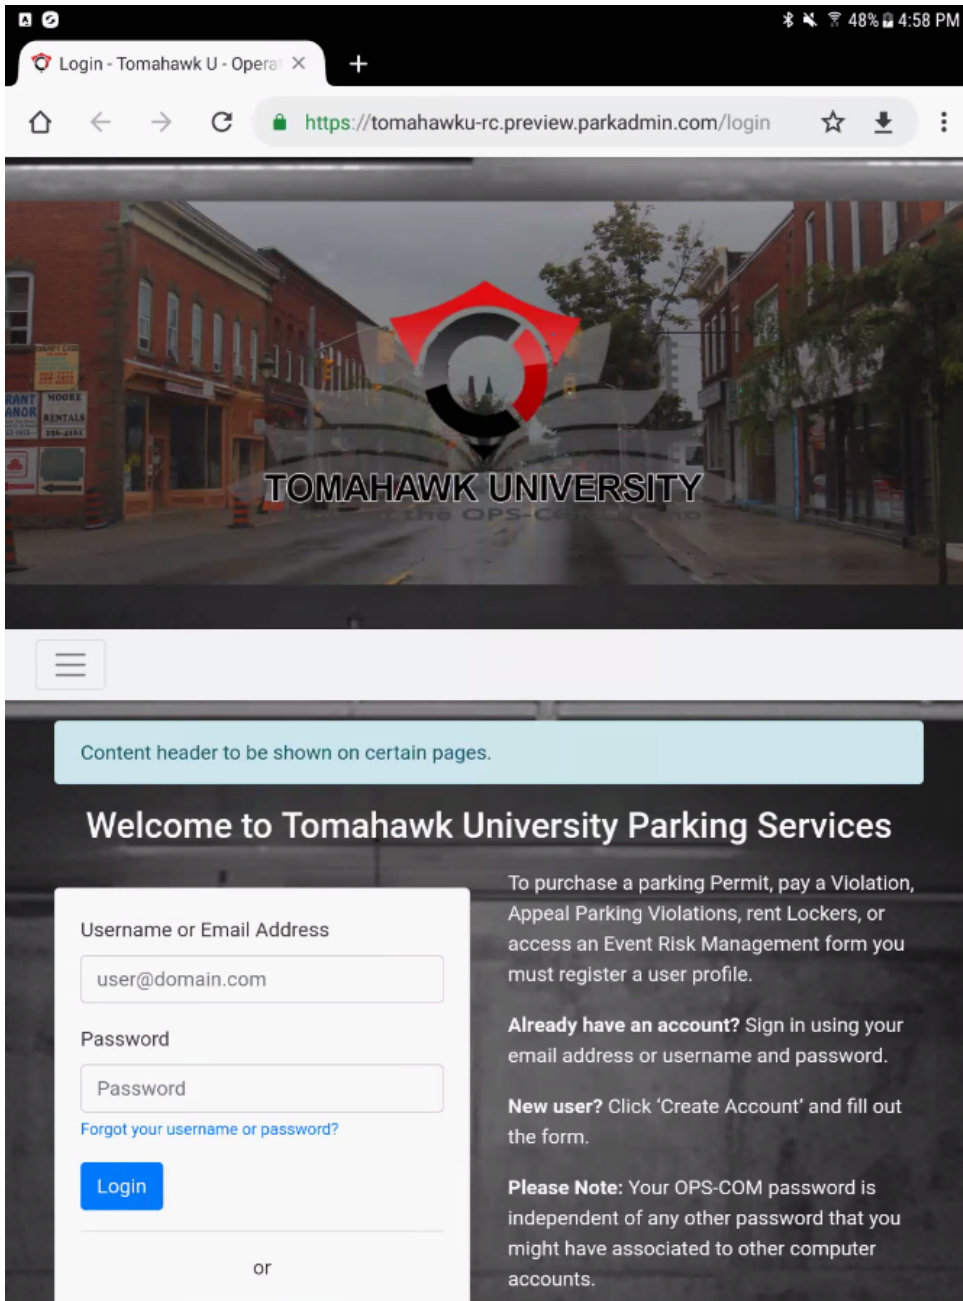 48% 4:58 PM
Login - Tomahawk U - Opera
https://tomahawku-rc.preview.parkadmin.com/login
MOORE
RENTALS
TOMAHAWK UNIVERSITY
the OPS-C
Content header to be shown on certain pages.
Welcome to Tomahawk University Parking Services
Username or Email Address
user@domain.com
Password
Password
Forgot your username or password?
Login
or
To purchase a parking Permit, pay a Violation,
Appeal Parking Violations, rent Lockers, or
access an Event Risk Management form you
must register a user profile.
Already have an account? Sign in using your
email address or username and password.
New user? Click ‘Create Account’ and fill out
the form.
Please Note: Your OPS-COM password is
independent of any other password that you
might have associated to other computer
accounts.